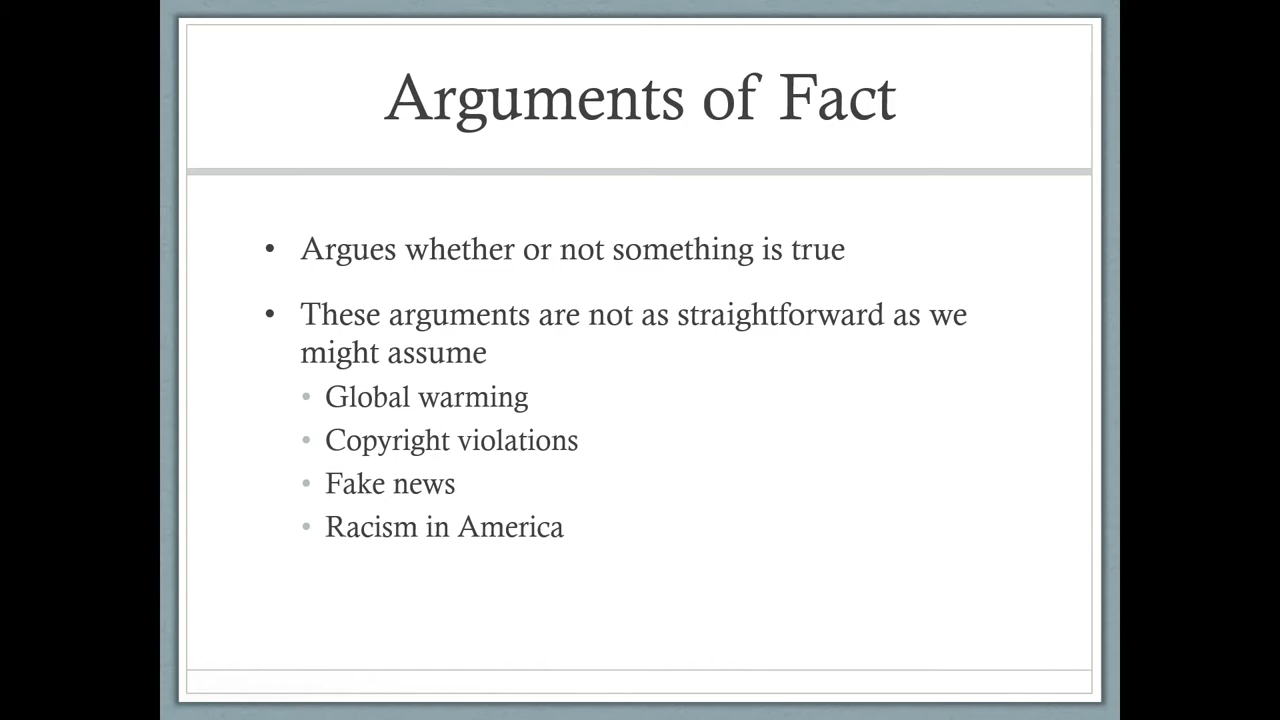 Arguments of Fact
• Argues whether or not something is true
• These arguments are not as straightforward as we
might assume
• Global warming
• Copyright violations
• Fake news
• Racism in America